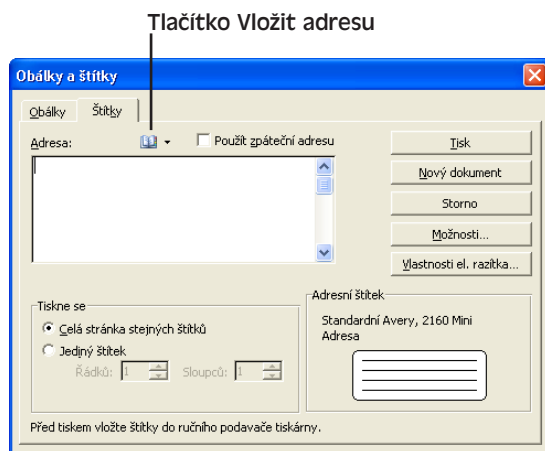 Tlačítko Vložit adresu
Obálky a štítky
Obálky Štítky
Adresa: Použít zpáteční adresu
Tisk
Nový dokument
Storno
Možnosti...
Vlastnosti el. razítka...
Tiskne se
Celá stránka stejných štítků
Jediný štítek
Řádků: 1 Sloupců: 1
Adresní štítek
Standardní Avery, 2160 Mini
Adresa
Před tiskem vložte štítky do ručního podavače tiskárny.